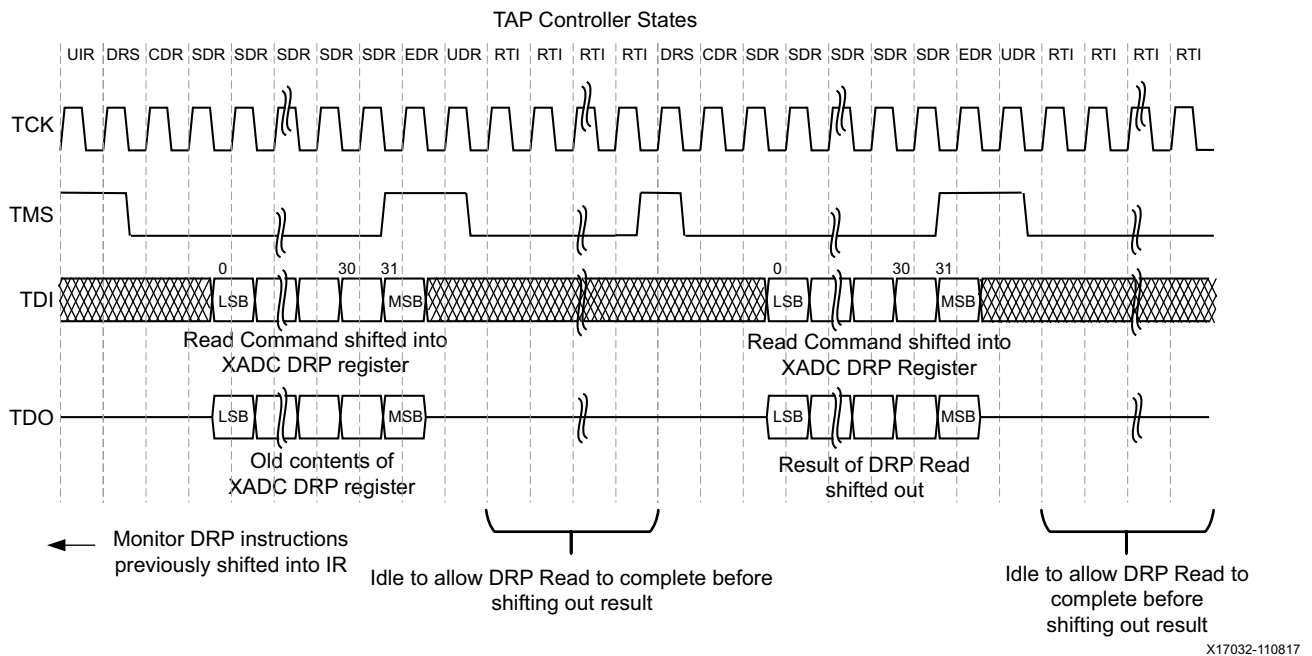 TAP Controller States
UIR DRS CDR SDR SDR SDR SDR SDR EDR UDR RTI RTI RTI RTI DRS CDR SDR SDR SDR SDR SDR EDR UDR RTI RTI RTI RTI
TCK
TMS
0 30 31 0 30 31
TDI LSB MSB LSB MSB
Read Command shifted into
XADC DRP register
Read Command shifted into
XADC DRP Register
TDO LSB MSB LSB MSB
Old contents of
XADC DRP register
Result of DRP Read
shifted out
Monitor DRP instructions
previously shifted into IR
Idle to allow DRP Read to complete before
shifting out result
Idle to allow DRP Read to
complete before
shifting out result
X17032-110817